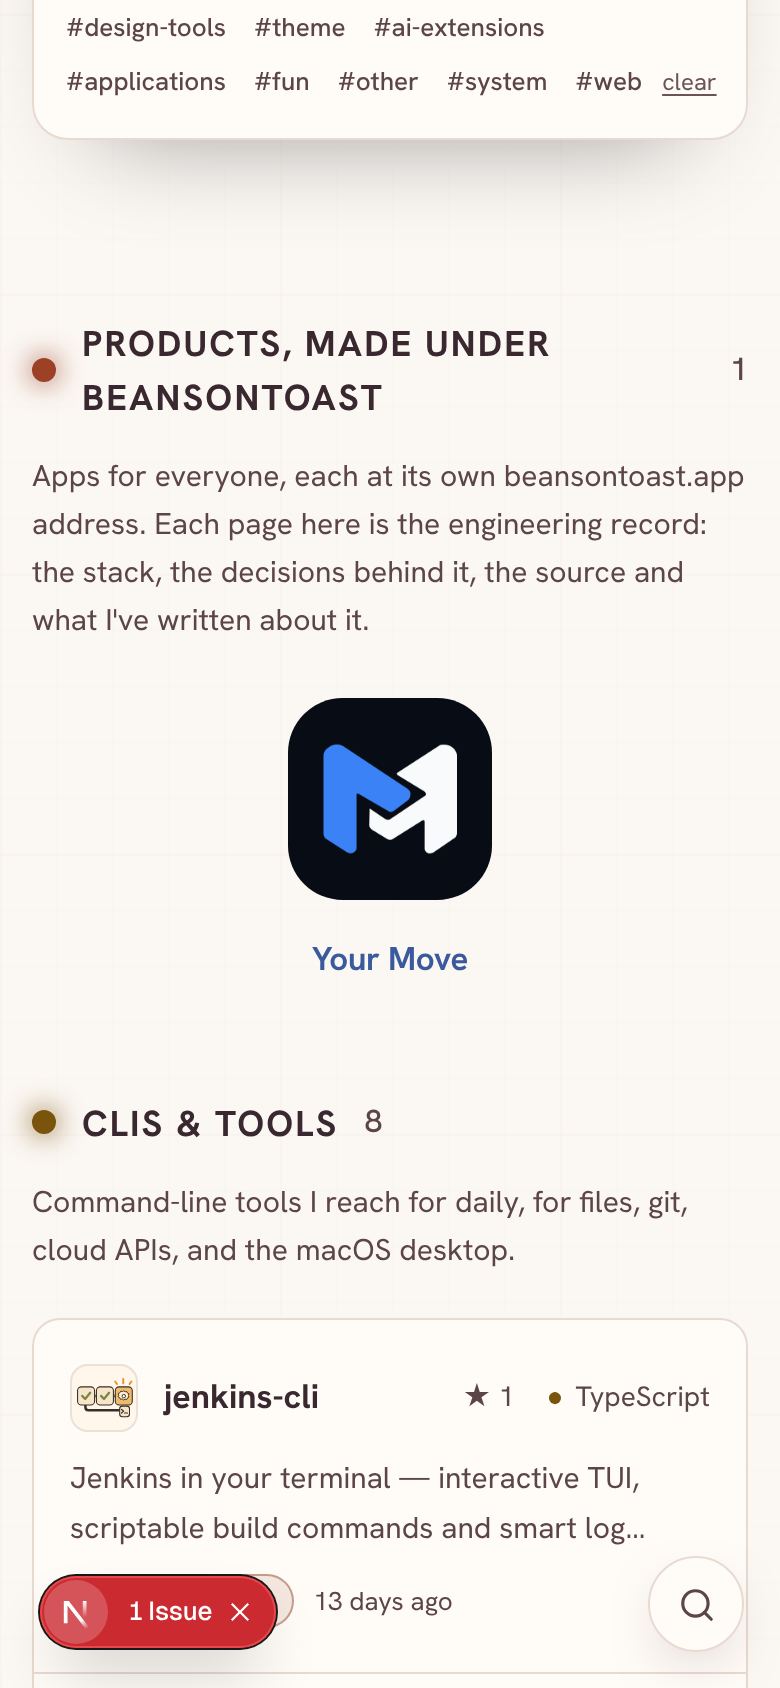 #design-tools #theme #ai-extensions
#applications #fun #other #system #web clear
PRODUCTS, MADE UNDER
BEANSONTOAST
1
Apps for everyone, each at its own beansontoast.app
address. Each page here is the engineering record:
the stack, the decisions behind it, the source and
what I've written about it.
Your Move
CLIS & TOOLS 8
Command-line tools I reach for daily, for files, git,
cloud APIs, and the macOS desktop.
jenkins-cli ★ 1 TypeScript
Jenkins in your terminal — interactive TUI,
scriptable build commands and smart log...
N 1 Issue 13 days ago